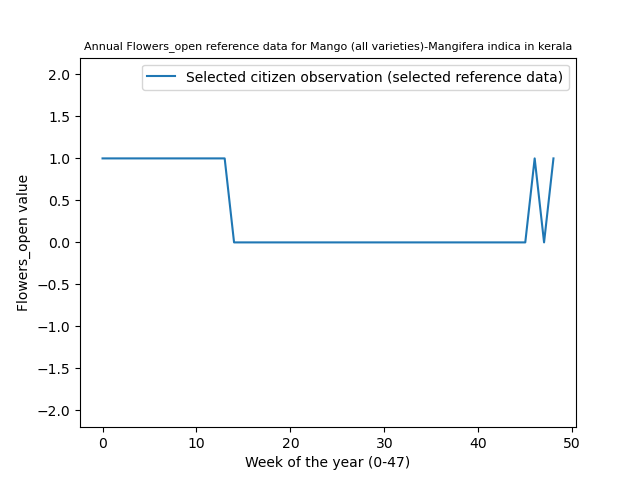 Annual Flowers_open reference data for Mango (all varieties)-Mangifera indica in kerala
Selected citizen observation (selected reference data)
2.0
1.5
1.0
0.5
0.0
−0.5
−1.0
−1.5
−2.0
Flowers_open value
0 10 20 30 40 50
Week of the year (0-47)